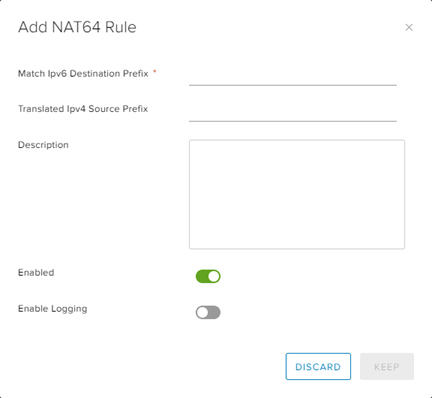 Add NAT64 Rule
×
Match Ipv6 Destination Prefix *
Translated Ipv4 Source Prefix
Description
Enabled
Enable Logging
DISCARD KEEP